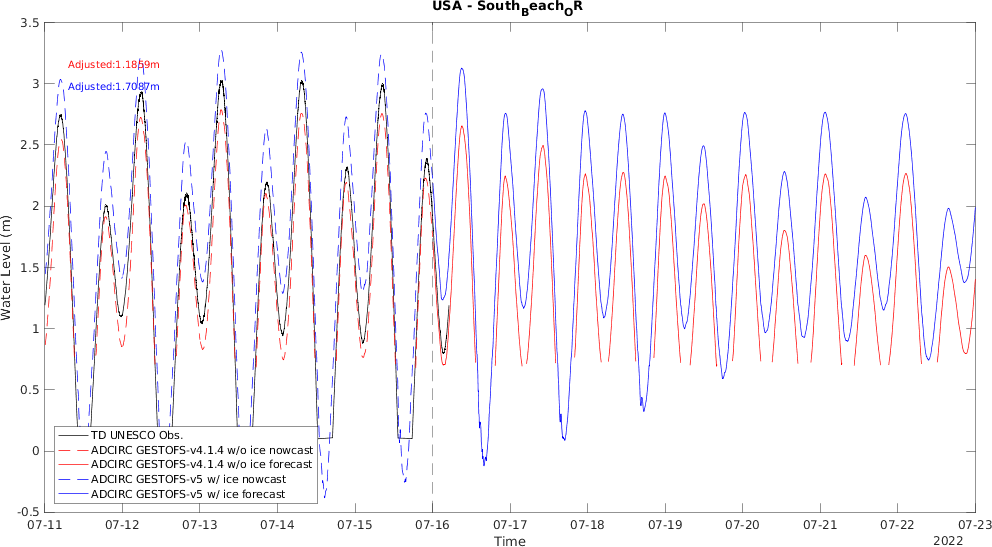 USA - SouthBeachOR
3.5
3
2.5
2
1.5
1
0.5
0
-0.5
Water Level (m)
Adjusted:
Adjusted:1.7087m
TD UNESCO Obs.
ADCIRC GESTOFS-v4.1.4 w/o ice nowcast
ADCIRC GESTOFS-v4.1.4 w/o ice forecast
ADCIRC GESTOFS-v5 w/ ice nowcast
ADCIRC GESTOFS-v5 w/ ice forecast
07-11 07-12 07-13 07-14 07-15 07-16 07-17 07-18 07-19 07-20 07-21 07-22 07-23
Time
2022